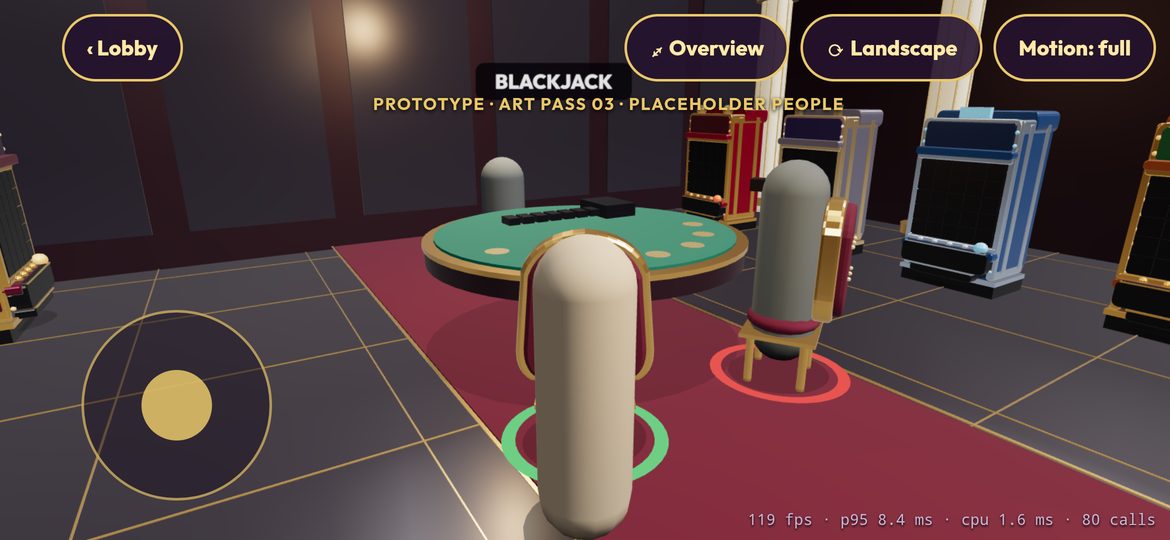 ‹ Lobby
Overview
Landscape
Motion: full
BLACKJACK
PROTOTYPE · ART PASS 03 · PLACEHOLDER PEOPLE
119 fps · p95 8.4 ms · cpu 1.6 ms · 80 calls